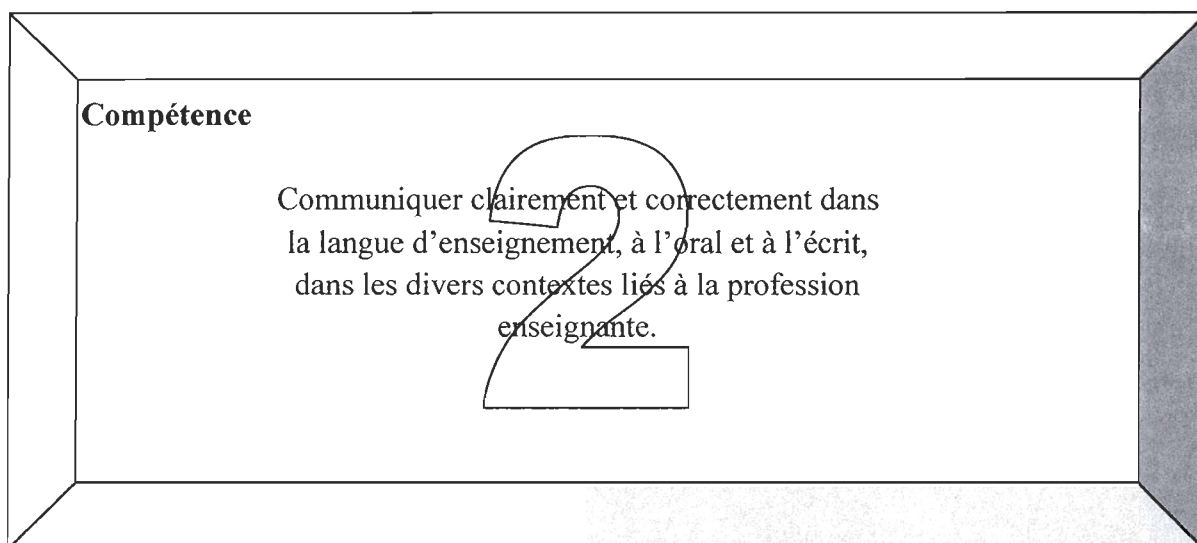 Compétence
2
Communiquer clairement et correctement dans
la langue d'enseignement, à l'oral et à l'écrit,
dans les divers contextes liés à la profession
enseignante.